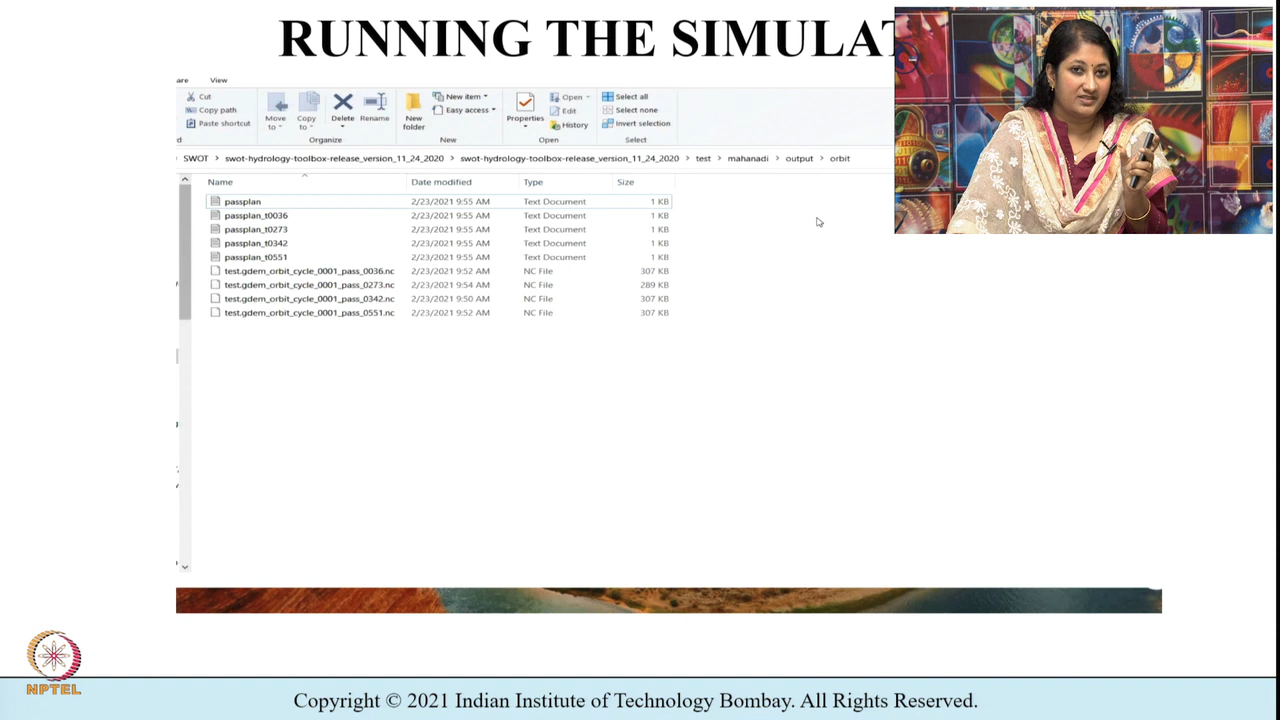 RUNNING THE SIMULAT
are View
Cut
Copy path
Paste shortcut
Move to
Copy to
Delete
Rename
New folder
New item
Easy access
Properties
Open
Edit
History
Select all
Select none
Invert selection
Organize New Open Select
SWOT > swot-hydrology-toolbox-release_version_11_24_2020 > swot-hydrology-toolbox-release_version_11_24_2020 > test > mahanadi > output > orbit
Name Date modified Type Size
passplan 2/23/2021 9:55 AM Text Document 1 KB
passplan_t0036 2/23/2021 9:55 AM Text Document 1 KB
passplan_t0273 2/23/2021 9:55 AM Text Document 1 KB
passplan_t0342 2/23/2021 9:55 AM Text Document 1 KB
passplan_t0551 2/23/2021 9:55 AM Text Document 1 KB
test.gdem_orbit_cycle_0001_pass_0036.nc 2/23/2021 9:52 AM NC File 307 KB
test.gdem_orbit_cycle_0001_pass_0273.nc 2/23/2021 9:54 AM NC File 289 KB
test.gdem_orbit_cycle_0001_pass_0342.nc 2/23/2021 9:50 AM NC File 307 KB
test.gdem_orbit_cycle_0001_pass_0551.nc 2/23/2021 9:52 AM NC File 307 KB
NPTEL
Copyright © 2021 Indian Institute of Technology Bombay. All Rights Reserved.